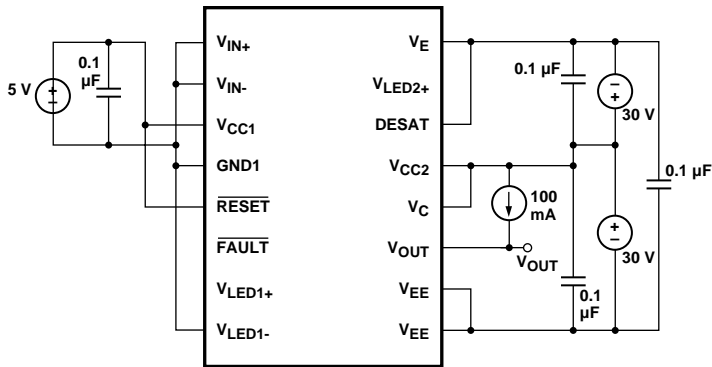 5 V
+
−
0.1
µF
VIN+
VIN-
VCC1
GND1
RESET
FAULT
VLED1+
VLED1-
VE
VLED2+
DESAT
VCC2
VC
VOUT
VEE
VEE
100
mA
VOUT
0.1 µF
−
+
30 V
0.1 µF
+
−
30 V
0.1
µF